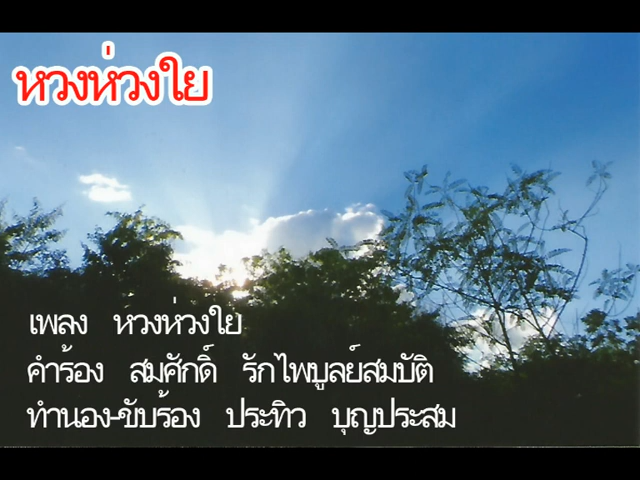 หวงห่วงใย
เพลง หวงห่วงใย
คำร้อง สมศักดิ์ รักไพบูลย์สมบัติ
ทำนอง-ขับร้อง ประทิว บุญประสม